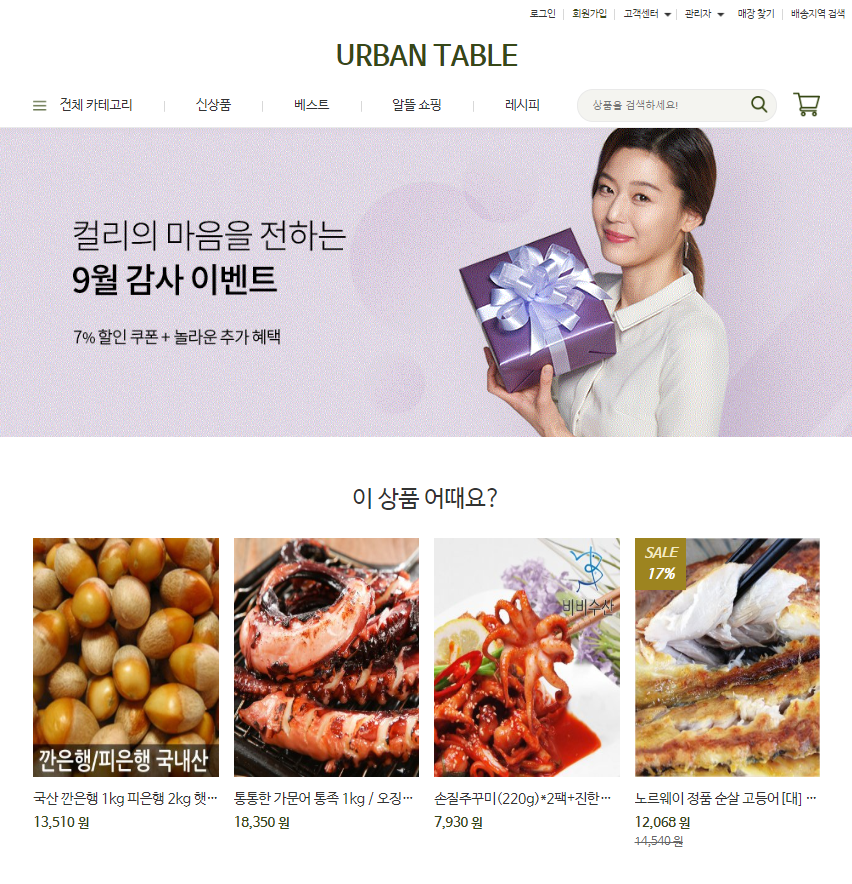 로그인 회원가입 고객센터 관리자 매장 찾기 배송지역 검색
URBAN TABLE
전체 카테고리 신상품 베스트 알뜰 쇼핑 레시피 상품을 검색하세요!
컬리의 마음을 전하는
9월 감사 이벤트
7% 할인 쿠폰 + 놀라운 추가 혜택
이 상품 어때요?
비비수산
SALE
17%
깐은행/피은행 국내산
국산 깐은행 1kg 피은행 2kg 햇… 통통한 가문어 통족 1kg / 오징… 손질주꾸미(220g)*2팩+진한… 노르웨이 정품 순살 고등어[대] …
13,510 원 18,350 원 7,930 원 12,068 원
14,540 원